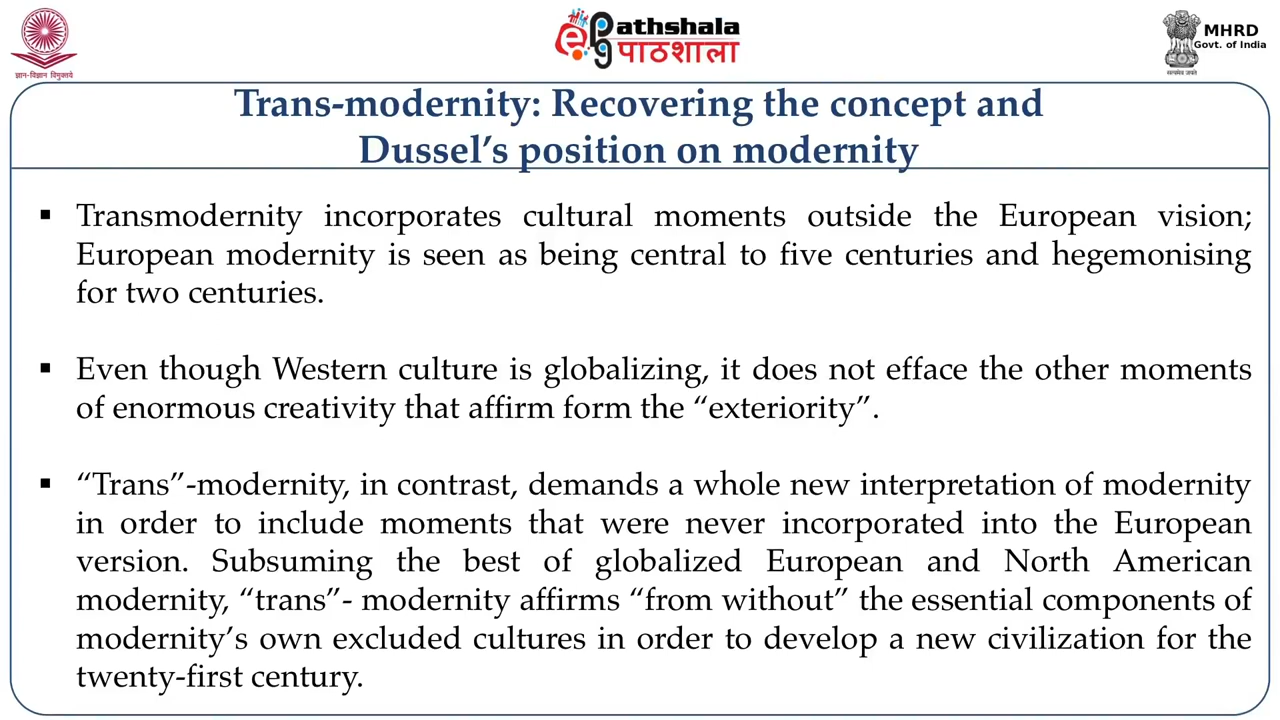 ज्ञान-विज्ञान विमुक्तये
ePathshala
पाठशाला
MHRD
Govt. of India
सत्यमेव जयते
Trans-modernity: Recovering the concept and
Dussel’s position on modernity
▪ Transmodernity incorporates cultural moments outside the European vision;
European modernity is seen as being central to five centuries and hegemonising
for two centuries.
▪ Even though Western culture is globalizing, it does not efface the other moments
of enormous creativity that affirm form the “exteriority”.
▪ “Trans”-modernity, in contrast, demands a whole new interpretation of modernity
in order to include moments that were never incorporated into the European
version. Subsuming the best of globalized European and North American
modernity, “trans”- modernity affirms “from without” the essential components of
modernity’s own excluded cultures in order to develop a new civilization for the
twenty-first century.